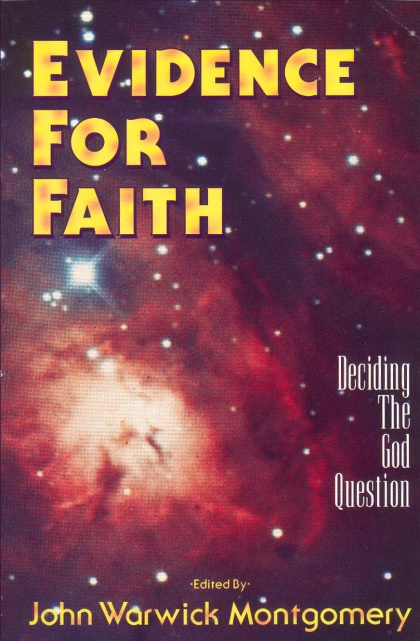 EVIDENCE
FOR
FAITH
Deciding
The
God
Question
·Edited By·
John Warwick Montgomery